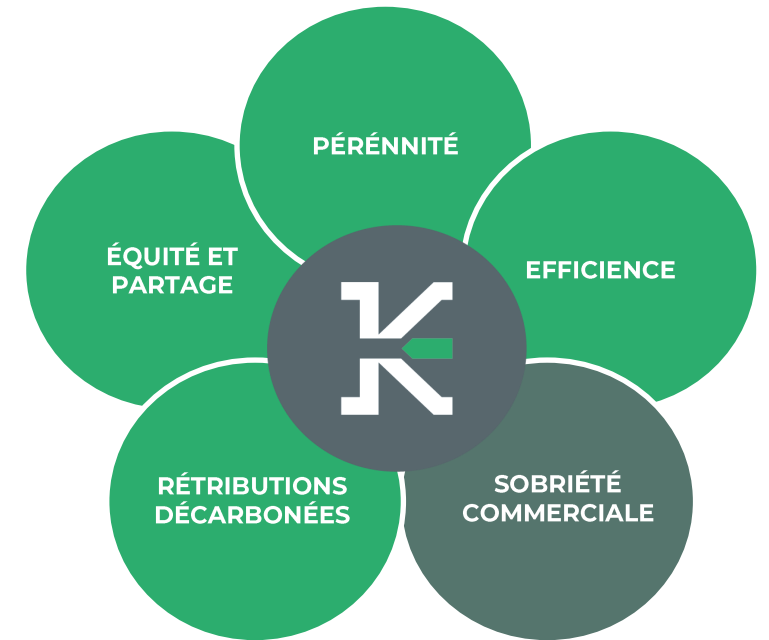 PÉRÉNNITÉ
ÉQUITÉ ET
PARTAGE
EFFICIENCE
K
RÉTRIBUTIONS
DÉCARBONÉES
SOBRIÉTÉ
COMMERCIALE